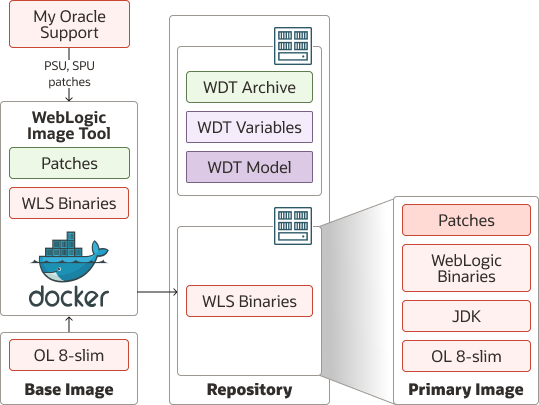 My Oracle
Support
PSU, SPU
patches
WebLogic
Image Tool
Patches
WLS Binaries
docker
OL 8-slim
Base Image
WDT Archive
WDT Variables
WDT Model
WLS Binaries
Repository
Patches
WebLogic
Binaries
JDK
OL 8-slim
Primary Image